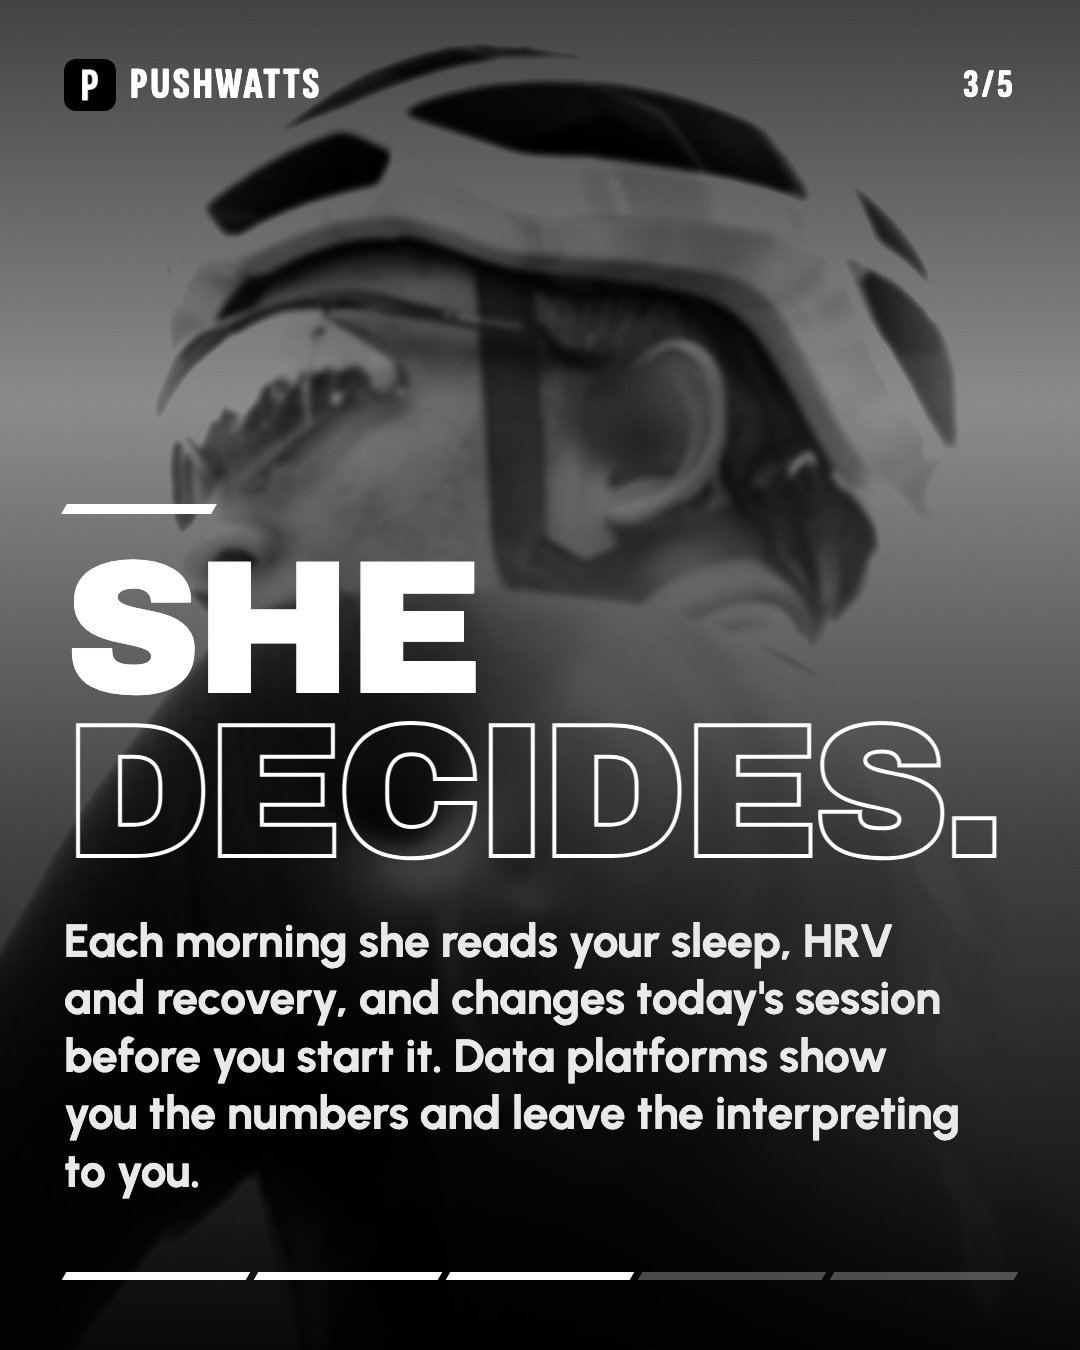 P PUSHWATTS
3/5
SHE
DECIDES.
Each morning she reads your sleep, HRV
and recovery, and changes today's session
before you start it. Data platforms show
you the numbers and leave the interpreting
to you.